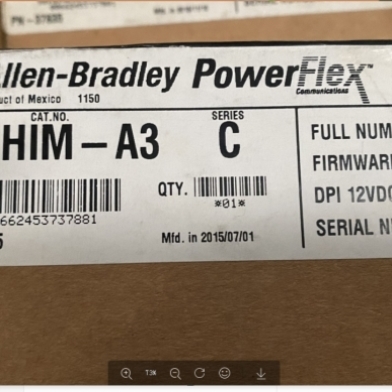 PN-37835
llen-Bradley PowerFlex
Communications
uct of Mexico 1150
CAT.NO. SERIES
HIM-A3 C
FULL NUM
FIRMWAR
QTY.
*01*
DPI 12VDC
662453737881
SERIAL N
Mfd. in 2015/07/01